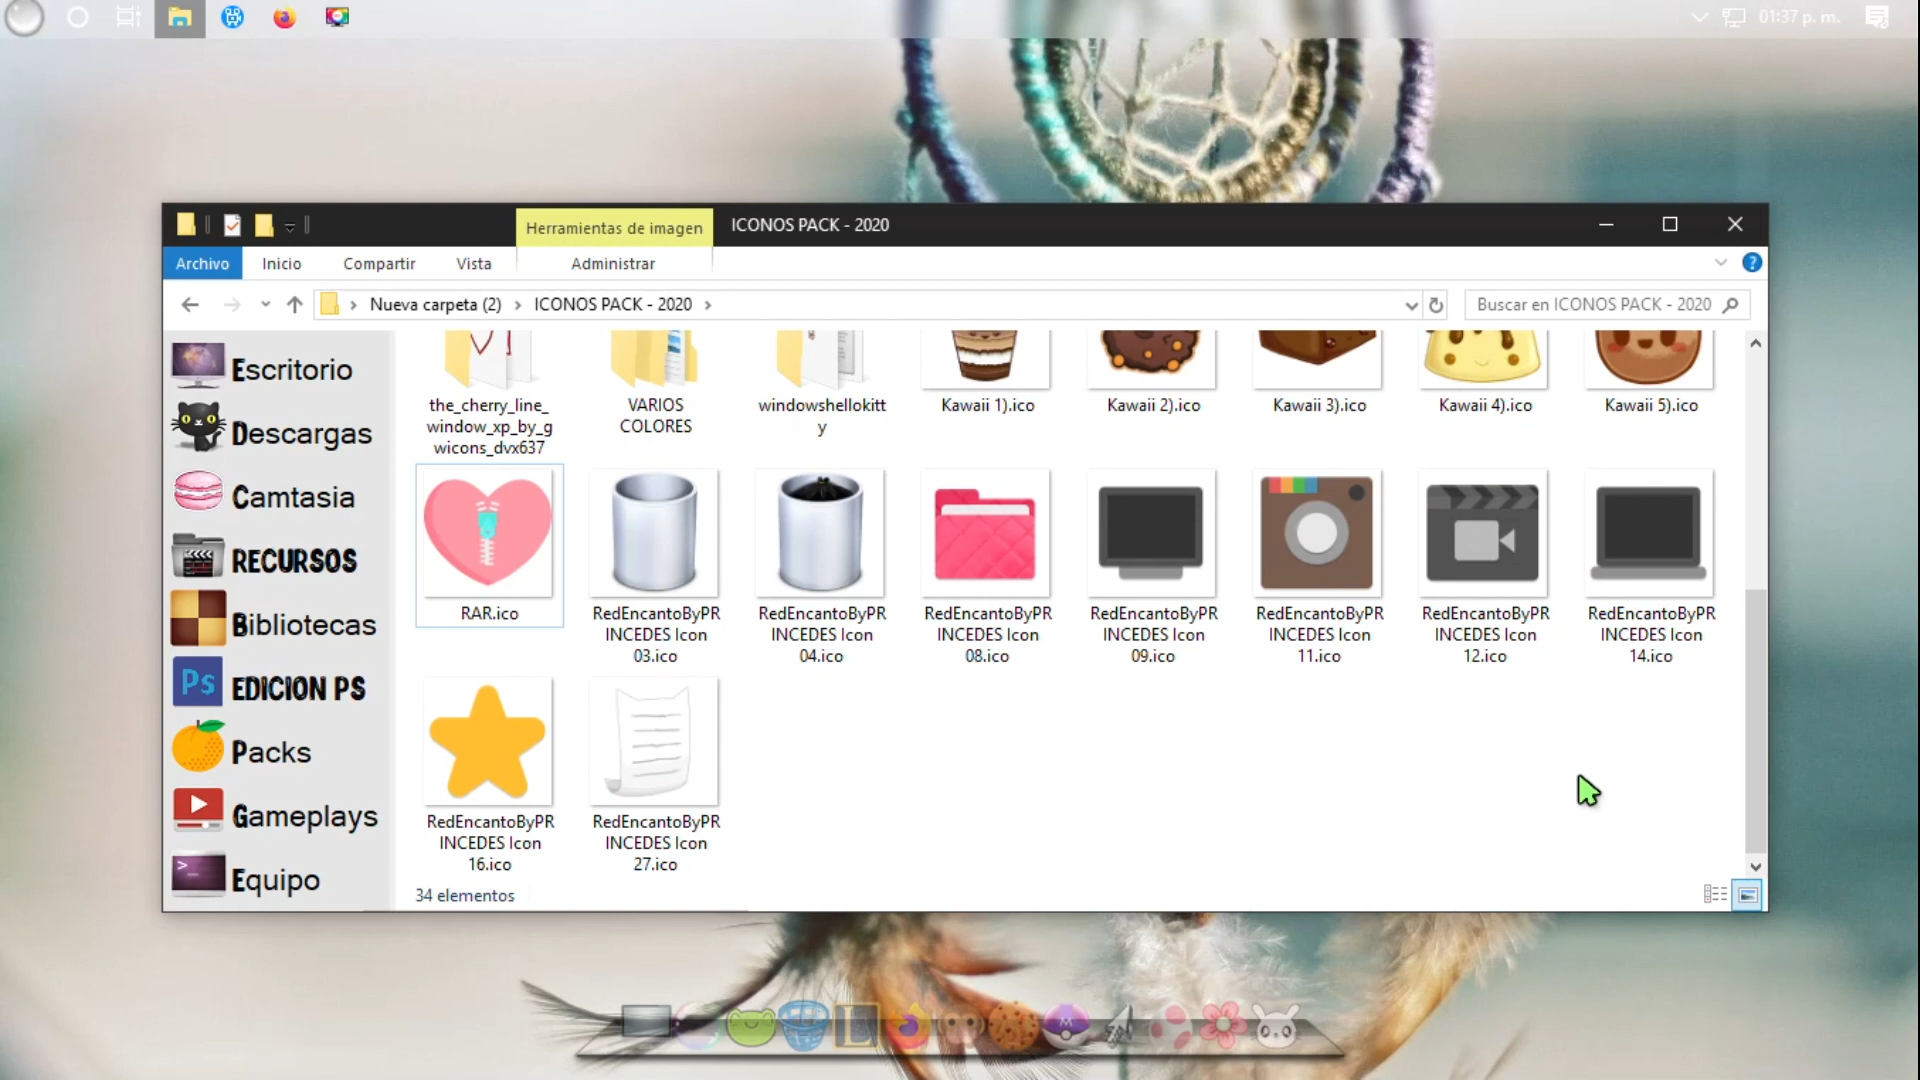 01:37 p. m.
Herramientas de imagen
ICONOS PACK - 2020
Archivo
Inicio
Compartir
Vista
Administrar
Nueva carpeta (2)
ICONOS PACK - 2020
Buscar en ICONOS PACK - 2020
Escritorio
Descargas
Camtasia
RECURSOS
Bibliotecas
Ps
EDICION PS
Packs
Gameplays
Equipo
the_cherry_line_
window_xp_by_g
wicons_dvx637
VARIOS
COLORES
windowshellokitt
y
Kawaii 1).ico
Kawaii 2).ico
Kawaii 3).ico
Kawaii 4).ico
Kawaii 5).ico
RAR.ico
RedEncantoByPR
INCEDES Icon
03.ico
RedEncantoByPR
INCEDES Icon
04.ico
RedEncantoByPR
INCEDES Icon
08.ico
RedEncantoByPR
INCEDES Icon
09.ico
RedEncantoByPR
INCEDES Icon
11.ico
RedEncantoByPR
INCEDES Icon
12.ico
RedEncantoByPR
INCEDES Icon
14.ico
RedEncantoByPR
INCEDES Icon
16.ico
RedEncantoByPR
INCEDES Icon
27.ico
34 elementos